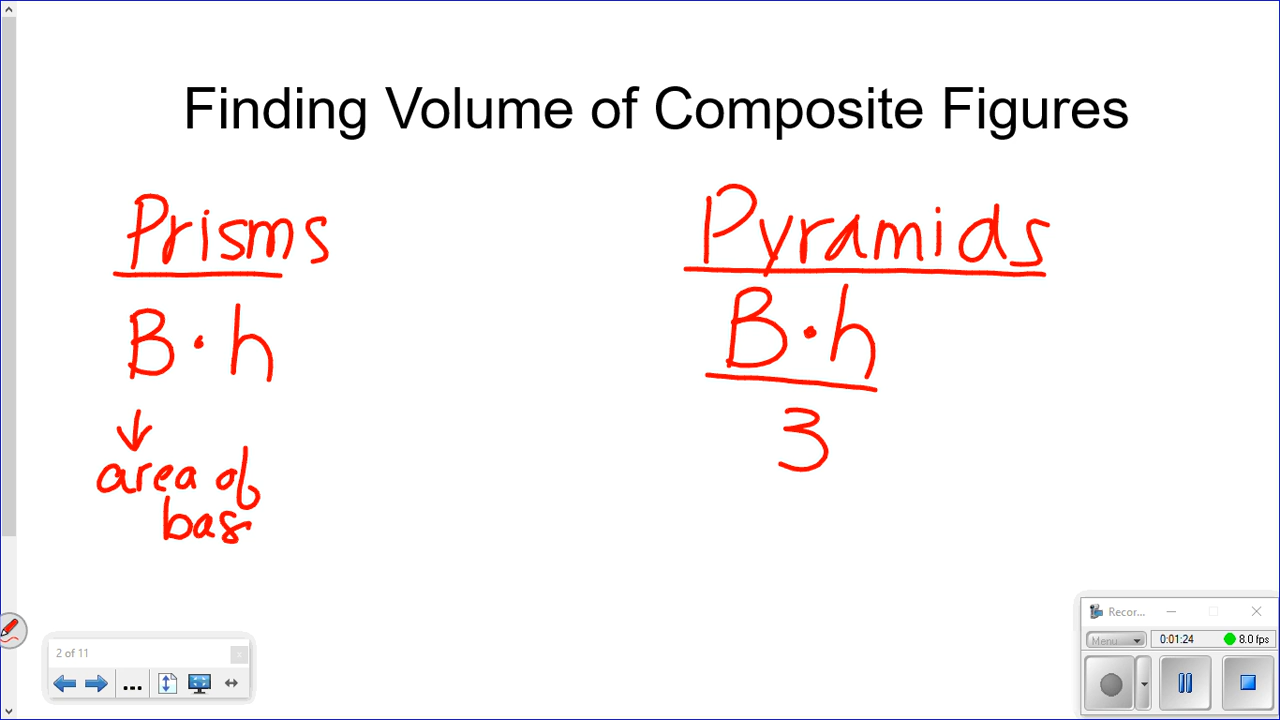 Finding Volume of Composite Figures
Prisms
B · h
↓
area of
bas
Pyramids
B · h
3
2 of 11
...
Recor...
Menu
0:01:24
8.0 fps